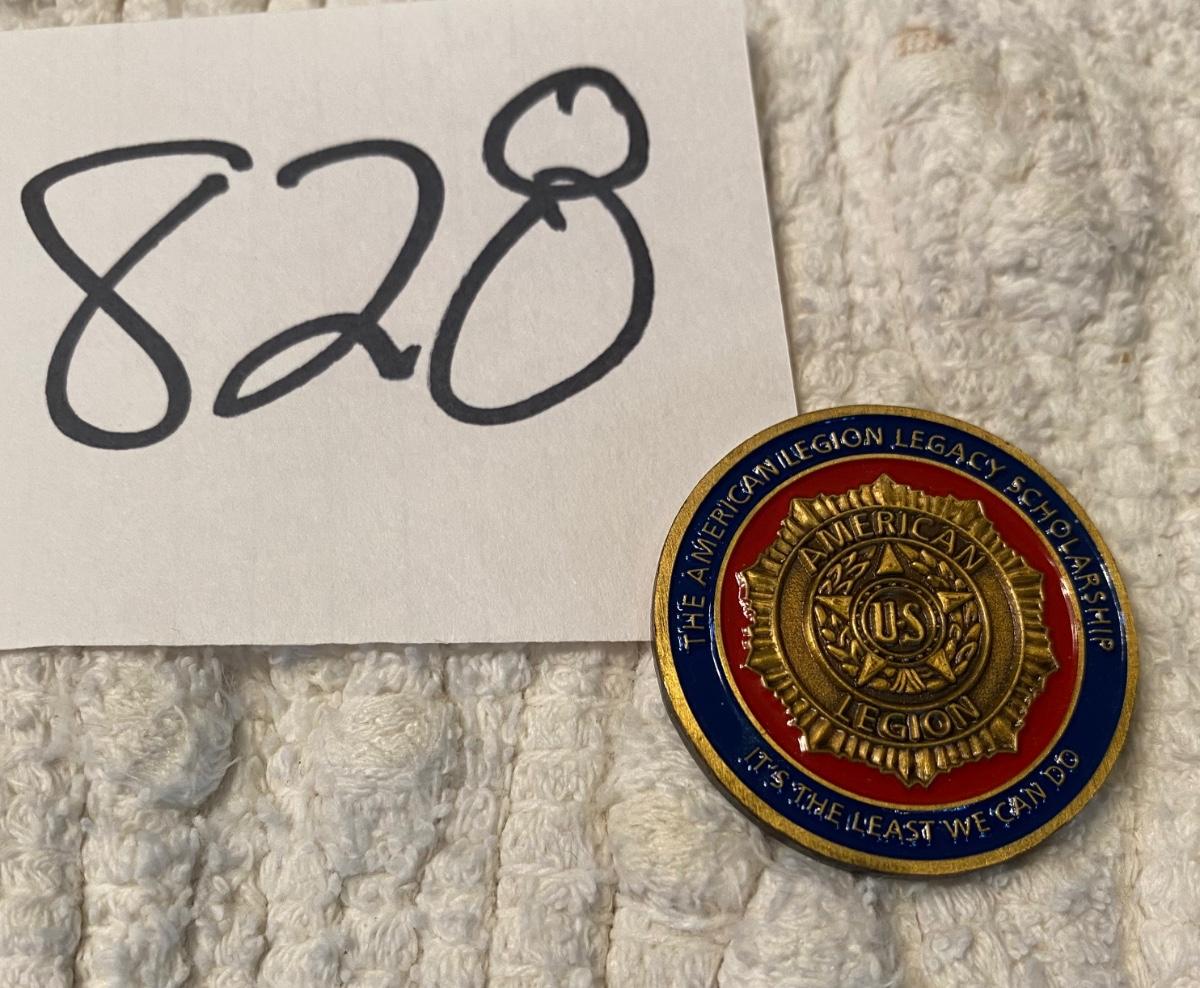 828
THE AMERICAN LEGION LEGACY SCHOLARSHIP
AMERICAN
U·S
LEGION
IT'S THE LEAST WE CAN DO